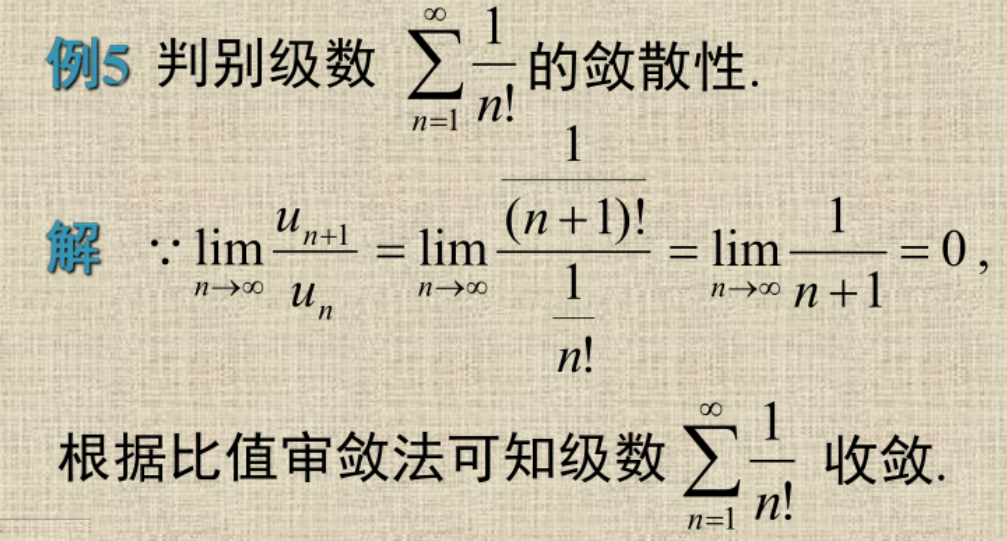 例5 判别级数 $\sum_{n=1}^{\infty} \frac{1}{n!}$ 的敛散性.
解 $\because \lim_{n \to \infty} \frac{u_{n+1}}{u_n} = \lim_{n \to \infty} \frac{\frac{1}{(n+1)!}}{\frac{1}{n!}} = \lim_{n \to \infty} \frac{1}{n+1} = 0,$
根据比值审敛法可知级数 $\sum_{n=1}^{\infty} \frac{1}{n!}$ 收敛.